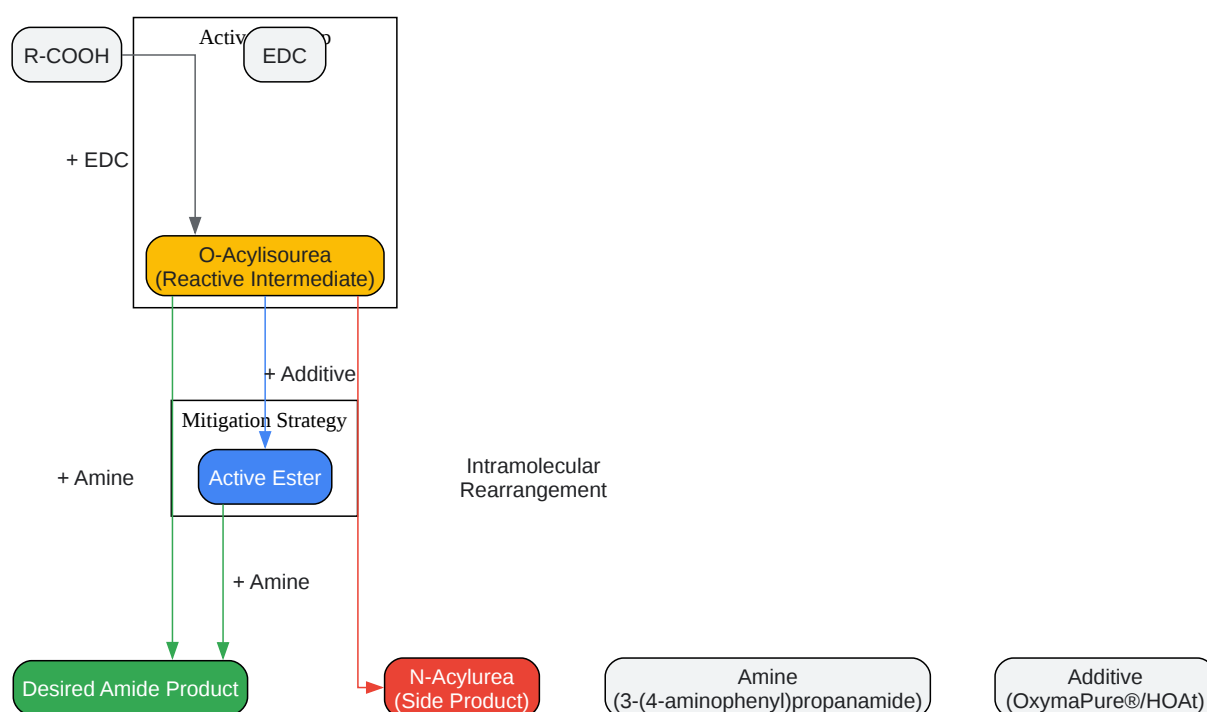 R-COOH
EDC
+ EDC
O-Acylisourea
(Reactive Intermediate)
+ Additive
Mitigation Strategy
Active Ester
+ Amine
Intramolecular
Rearrangement
+ Amine
Desired Amide Product
N-Acylurea
(Side Product)
Amine
(3-(4-aminophenyl)propanamide)
Additive
(OxymaPure®/HOAt)